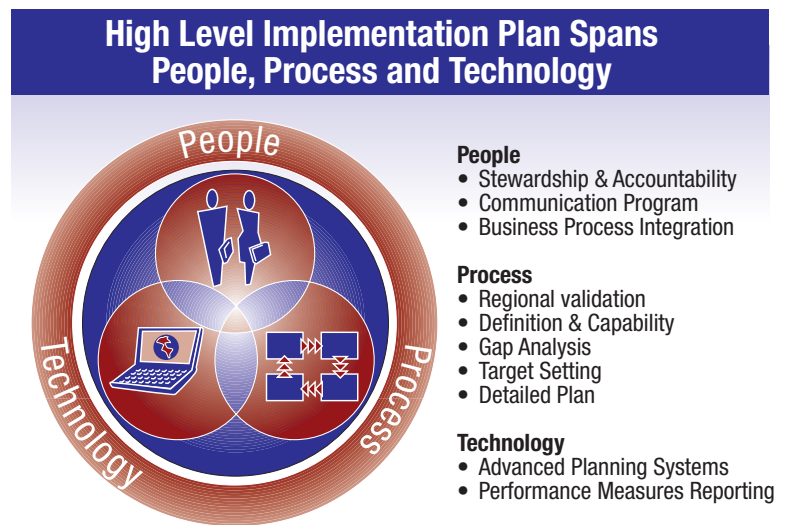 High Level Implementation Plan Spans
People, Process and Technology
People
Technology
Process
People
• Stewardship & Accountability
• Communication Program
• Business Process Integration
Process
• Regional validation
• Definition & Capability
• Gap Analysis
• Target Setting
• Detailed Plan
Technology
• Advanced Planning Systems
• Performance Measures Reporting